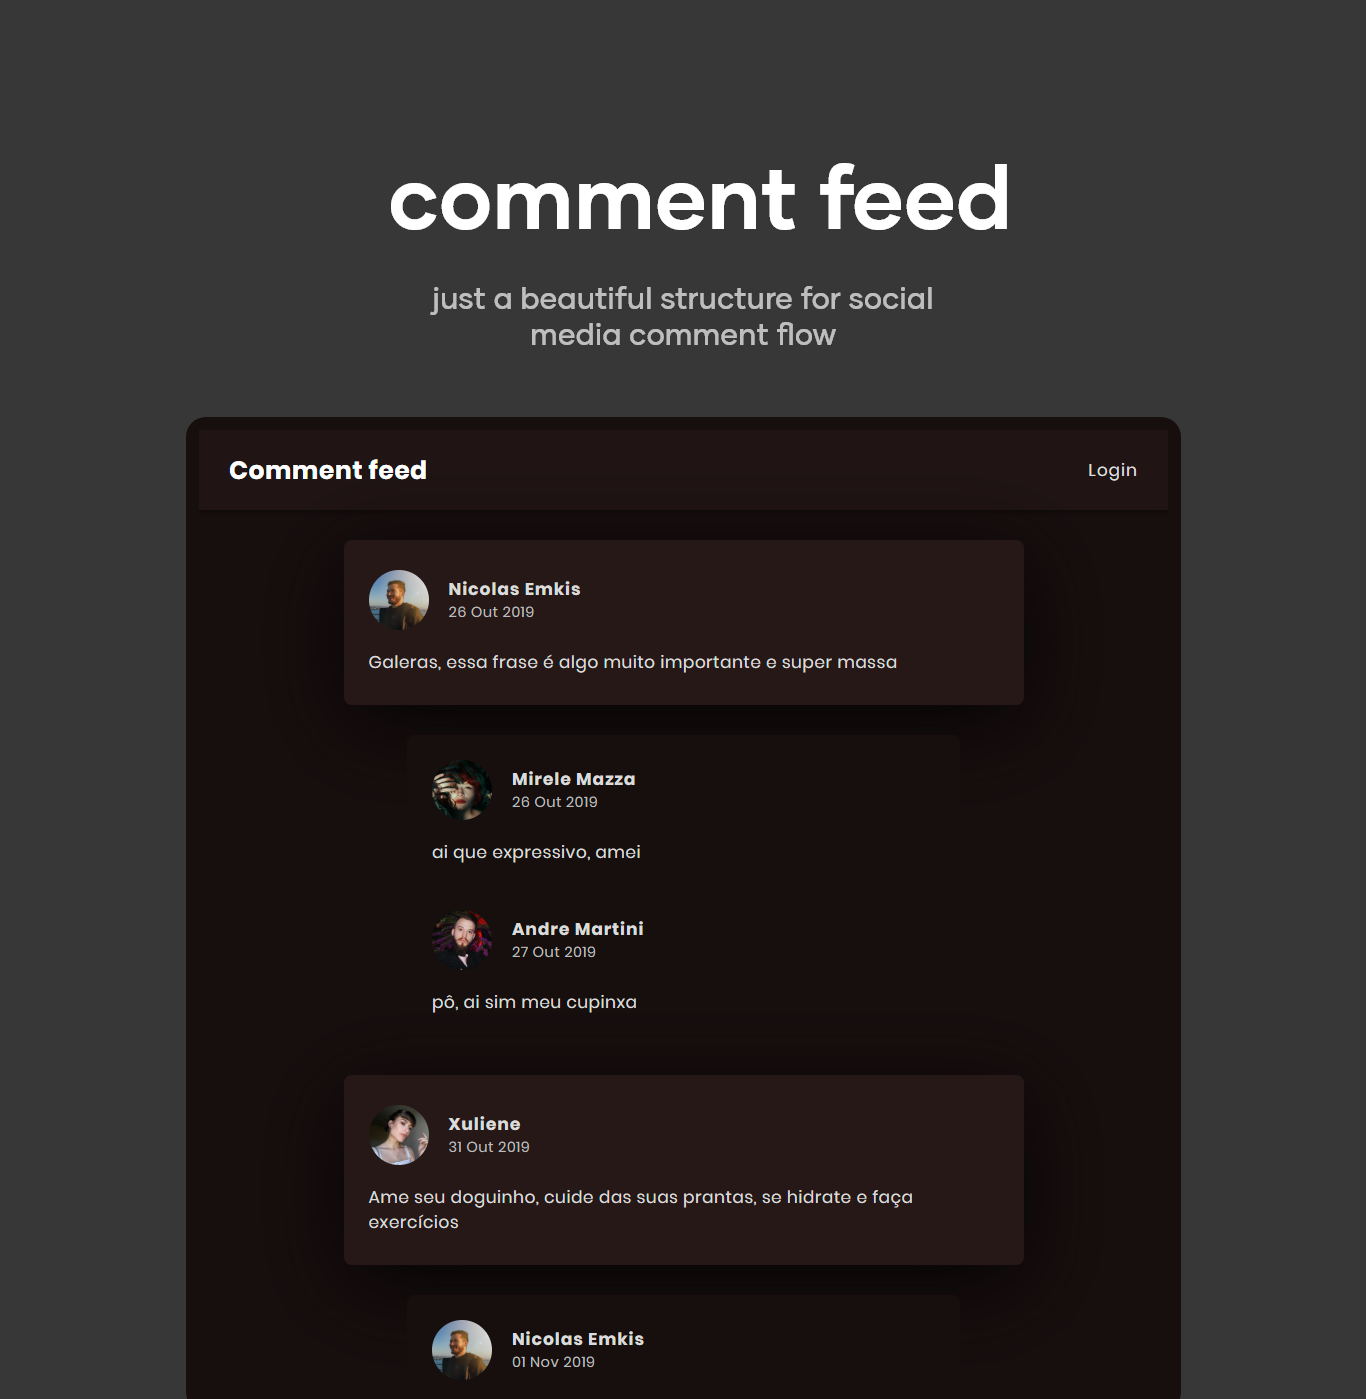 comment feed
just a beautiful structure for social
media comment flow
Comment feed
Login
Nicolas Emkis
26 Out 2019
Galeras, essa frase é algo muito importante e super massa
Mirele Mazza
26 Out 2019
ai que expressivo, amei
Andre Martini
27 Out 2019
pô, ai sim meu cupinxa
Xuliene
31 Out 2019
Ame seu doguinho, cuide das suas prantas, se hidrate e faça
exercícios
Nicolas Emkis
01 Nov 2019